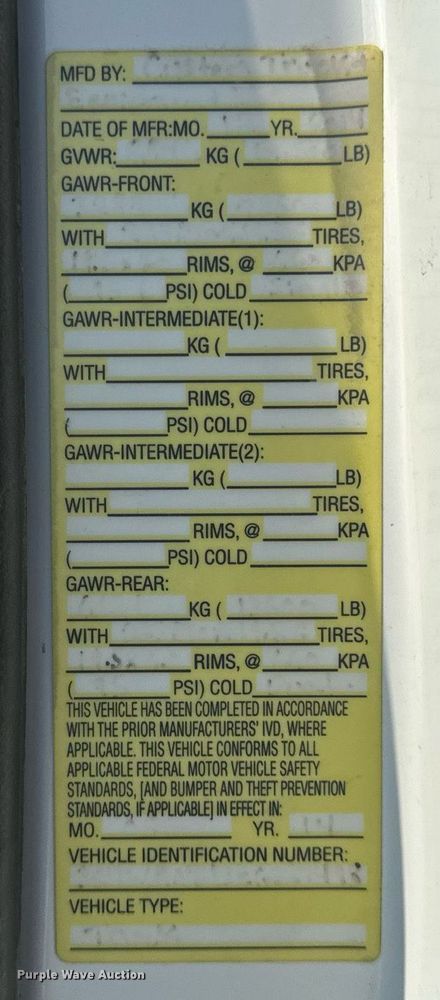 MFD BY:
DATE OF MFR:MO. YR.
GVWR: KG ( LB)
GAWR-FRONT:
KG ( LB)
WITH TIRES,
RIMS, @ KPA
( PSI) COLD
GAWR-INTERMEDIATE(1):
KG ( LB)
WITH TIRES,
RIMS, @ KPA
( PSI) COLD
GAWR-INTERMEDIATE(2):
KG ( LB)
WITH TIRES,
RIMS, @ KPA
( PSI) COLD
GAWR-REAR:
KG ( LB)
WITH TIRES,
RIMS, @ KPA
( PSI) COLD
THIS VEHICLE HAS BEEN COMPLETED IN ACCORDANCE
WITH THE PRIOR MANUFACTURERS' IVD, WHERE
APPLICABLE. THIS VEHICLE CONFORMS TO ALL
APPLICABLE FEDERAL MOTOR VEHICLE SAFETY
STANDARDS, [AND BUMPER AND THEFT PREVENTION
STANDARDS, IF APPLICABLE] IN EFFECT IN:
MO. YR.
VEHICLE IDENTIFICATION NUMBER:
VEHICLE TYPE:
Purple Wave Auction